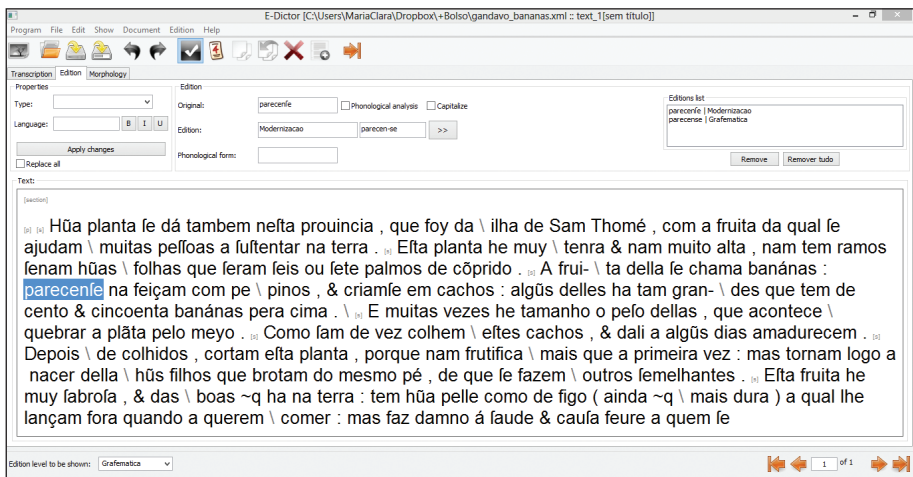 E-Dictor [C:\Users\MariaClara\Dropbox\+Bolso\gandavo_bananas.xml :: text_1[sem título]]
Program File Edit Show Document Edition Help
Transcription Edition Morphology
Properties
Type:
Language: B I U
Apply changes
Replace all
Edition
Original: parecenſe Phonological analysis Capitalize
Edition: Modernizacao parecen-se >>
Phonological form:
Editions list
parecenſe | Modernizacao
parecense | Grafematica
Remove Remover tudo
Text:
[section]
[p] [s] Hũa planta ſe dá tambem neſta prouincia , que foy da \ ilha de Sam Thomé , com a fruita da qual ſe
ajudam \ muitas peſſoas a ſuſtentar na terra . [s] Eſta planta he muy \ tenra & nam muito alta , nam tem ramos
ſenam hũas \ folhas que ſeram ſeis ou ſete palmos de cõprido . [s] A frui- \ ta della ſe chama banánas :
parecenſe na feiçam com pe \ pinos , & criamſe em cachos : algũs delles ha tam gran- \ des que tem de
cento & cincoenta banánas pera cima . \ [s] E muitas vezes he tamanho o peſo dellas , que acontece \
quebrar a plãta pelo meyo . [s] Como ſam de vez colhem \ eſtes cachos , & dali a algũs dias amadurecem . [s]
Depois \ de colhidos , cortam eſta planta , porque nam frutifica \ mais que a primeira vez : mas tornam logo a
nacer della \ hũs filhos que brotam do mesmo pé , de que ſe fazem \ outros ſemelhantes . [s] Eſta fruita he
muy ſabroſa , & das \ boas ~q ha na terra : tem hũa pelle como de figo ( ainda ~q \ mais dura ) a qual lhe
lançam fora quando a querem \ comer : mas faz damno á ſaude & cauſa feure a quem ſe
Edition level to be shown: Grafematica
1 of 1